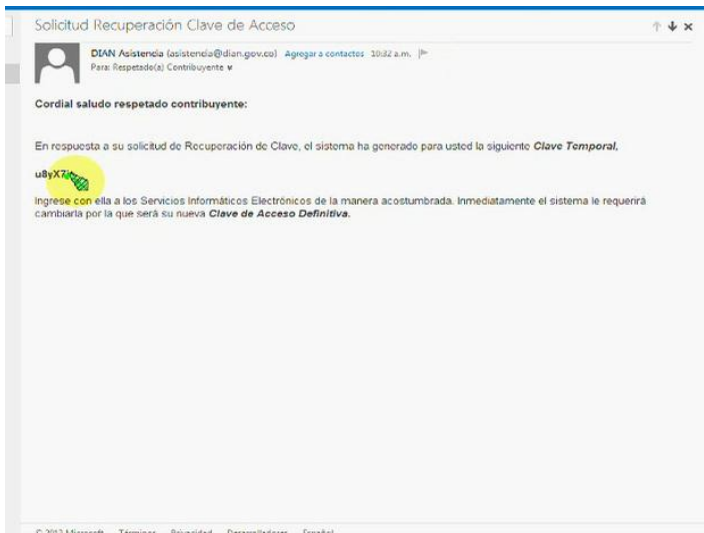 Solicitud Recuperación Clave de Acceso
DIAN Asistencia (asistencia@dian.gov.co) Agregar a contactos 10:32 a.m.
Para: Respetado(a) Contribuyente
Cordial saludo respetado contribuyente:
En respuesta a su solicitud de Recuperación de Clave, el sistema ha generado para usted la siguiente Clave Temporal,
Ingrese con ella a los Servicios Informáticos Electrónicos de la manera acostumbrada. Inmediatamente el sistema le requerirá
cambiarla por la que será su nueva Clave de Acceso Definitiva.
Microsoft Términos Privacidad Desarrolladores Español